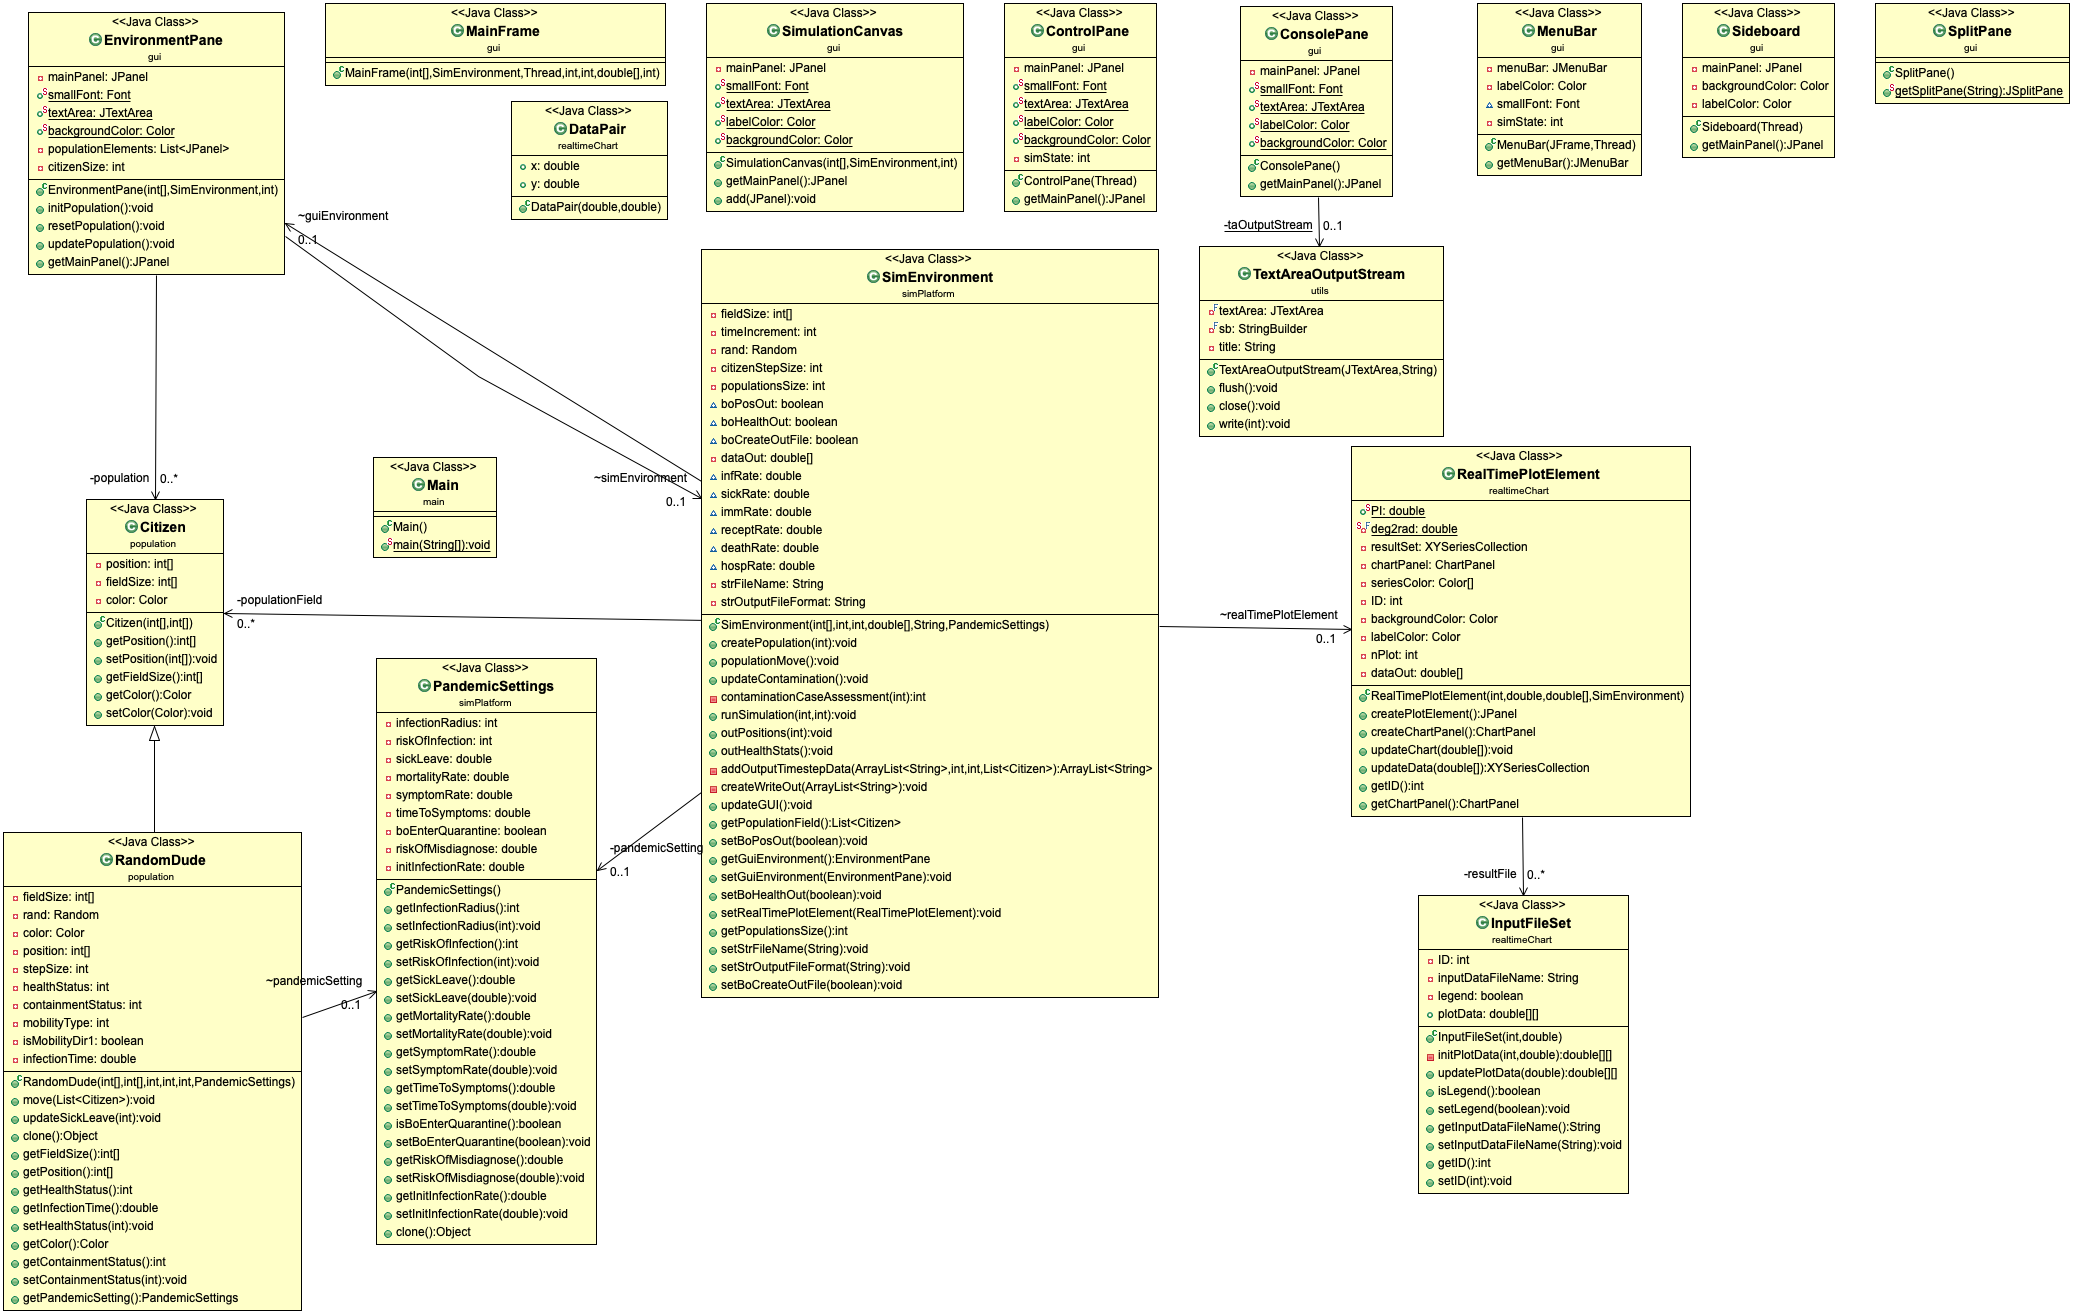 <<Java Class>>
EnvironmentPane
gui
mainPanel: JPanel
smallFont: Font
textArea: JTextArea
backgroundColor: Color
populationElements: List<JPanel>
citizenSize: int
EnvironmentPane(int[],SimEnvironment,int)
initPopulation():void
resetPopulation():void
updatePopulation():void
getMainPanel():JPanel
<<Java Class>>
MainFrame
gui
MainFrame(int[],SimEnvironment,Thread,int,int,double[],int)
<<Java Class>>
DataPair
realtimeChart
x: double
y: double
DataPair(double,double)
<<Java Class>>
SimulationCanvas
gui
mainPanel: JPanel
smallFont: Font
textArea: JTextArea
labelColor: Color
backgroundColor: Color
SimulationCanvas(int[],SimEnvironment,int)
getMainPanel():JPanel
add(JPanel):void
<<Java Class>>
ControlPane
gui
mainPanel: JPanel
smallFont: Font
textArea: JTextArea
labelColor: Color
backgroundColor: Color
simState: int
ControlPane(Thread)
getMainPanel():JPanel
<<Java Class>>
ConsolePane
gui
mainPanel: JPanel
smallFont: Font
textArea: JTextArea
labelColor: Color
backgroundColor: Color
ConsolePane()
getMainPanel():JPanel
<<Java Class>>
MenuBar
gui
menuBar: JMenuBar
labelColor: Color
smallFont: Font
simState: int
MenuBar(JFrame,Thread)
getMenuBar():JMenuBar
<<Java Class>>
Sideboard
gui
mainPanel: JPanel
backgroundColor: Color
labelColor: Color
Sideboard(Thread)
getMainPanel():JPanel
<<Java Class>>
SplitPane
gui
SplitPane()
getSplitPane(String):JSplitPane
~guiEnvironment
0..1
-taOutputStream
0..1
<<Java Class>>
TextAreaOutputStream
utils
textArea: JTextArea
sb: StringBuilder
title: String
TextAreaOutputStream(JTextArea,String)
flush():void
close():void
write(int):void
<<Java Class>>
SimEnvironment
simPlatform
fieldSize: int[]
timeIncrement: int
rand: Random
citizenStepSize: int
populationsSize: int
boPosOut: boolean
boHealthOut: boolean
boCreateOutFile: boolean
dataOut: double[]
infRate: double
sickRate: double
immRate: double
receptRate: double
deathRate: double
hospRate: double
strFileName: String
strOutputFileFormat: String
SimEnvironment(int[],int,int,double[],String,PandemicSettings)
createPopulation(int):void
populationMove():void
updateContamination():void
contaminationCaseAssessment(int):int
runSimulation(int,int):void
outPositions(int):void
outHealthStats():void
addOutputTimestepData(ArrayList<String>,int,int,List<Citizen>):ArrayList<String>
createWriteOut(ArrayList<String>):void
updateGUI():void
getPopulationField():List<Citizen>
setBoPosOut(boolean):void
getGuiEnvironment():EnvironmentPane
setGuiEnvironment(EnvironmentPane):void
setBoHealthOut(boolean):void
setRealTimePlotElement(RealTimePlotElement):void
getPopulationsSize():int
setStrFileName(String):void
setStrOutputFileFormat(String):void
setBoCreateOutFile(boolean):void
~simEnvironment
0..1
-population
0..*
<<Java Class>>
Main
main
Main()
main(String[]):void
<<Java Class>>
Citizen
population
position: int[]
fieldSize: int[]
color: Color
Citizen(int[],int[])
getPosition():int[]
setPosition(int[]):void
getFieldSize():int[]
getColor():Color
setColor(Color):void
-populationField
0..*
~realTimePlotElement
0..1
<<Java Class>>
RealTimePlotElement
realtimeChart
PI: double
deg2rad: double
resultSet: XYSeriesCollection
chartPanel: ChartPanel
seriesColor: Color[]
ID: int
backgroundColor: Color
labelColor: Color
nPlot: int
dataOut: double[]
RealTimePlotElement(int,double,double[],SimEnvironment)
createPlotElement():JPanel
createChartPanel():ChartPanel
updateChart(double[]):void
updateData(double[]):XYSeriesCollection
getID():int
getChartPanel():ChartPanel
<<Java Class>>
PandemicSettings
simPlatform
infectionRadius: int
riskOfInfection: int
sickLeave: double
mortalityRate: double
symptomRate: double
timeToSymptoms: double
boEnterQuarantine: boolean
riskOfMisdiagnose: double
initInfectionRate: double
PandemicSettings()
getInfectionRadius():int
setInfectionRadius(int):void
getRiskOfInfection():int
setRiskOfInfection(int):void
getSickLeave():double
setSickLeave(double):void
getMortalityRate():double
setMortalityRate(double):void
getSymptomRate():double
setSymptomRate(double):void
getTimeToSymptoms():double
setTimeToSymptoms(double):void
isBoEnterQuarantine():boolean
setBoEnterQuarantine(boolean):void
getRiskOfMisdiagnose():double
setRiskOfMisdiagnose(double):void
getInitInfectionRate():double
setInitInfectionRate(double):void
clone():Object
-pandemicSetting
0..1
<<Java Class>>
RandomDude
population
fieldSize: int[]
rand: Random
color: Color
position: int[]
stepSize: int
healthStatus: int
containmentStatus: int
mobilityType: int
isMobilityDir1: boolean
infectionTime: double
RandomDude(int[],int[],int,int,int,PandemicSettings)
move(List<Citizen>):void
updateSickLeave(int):void
clone():Object
getFieldSize():int[]
getPosition():int[]
getHealthStatus():int
getInfectionTime():double
setHealthStatus(int):void
getColor():Color
getContainmentStatus():int
setContainmentStatus(int):void
getPandemicSetting():PandemicSettings
~pandemicSetting
0..1
-resultFile
0..*
<<Java Class>>
InputFileSet
realtimeChart
ID: int
inputDataFileName: String
legend: boolean
plotData: double[][]
InputFileSet(int,double)
initPlotData(int,double):double[][]
updatePlotData(double):double[][]
isLegend():boolean
setLegend(boolean):void
getInputDataFileName():String
setInputDataFileName(String):void
getID():int
setID(int):void